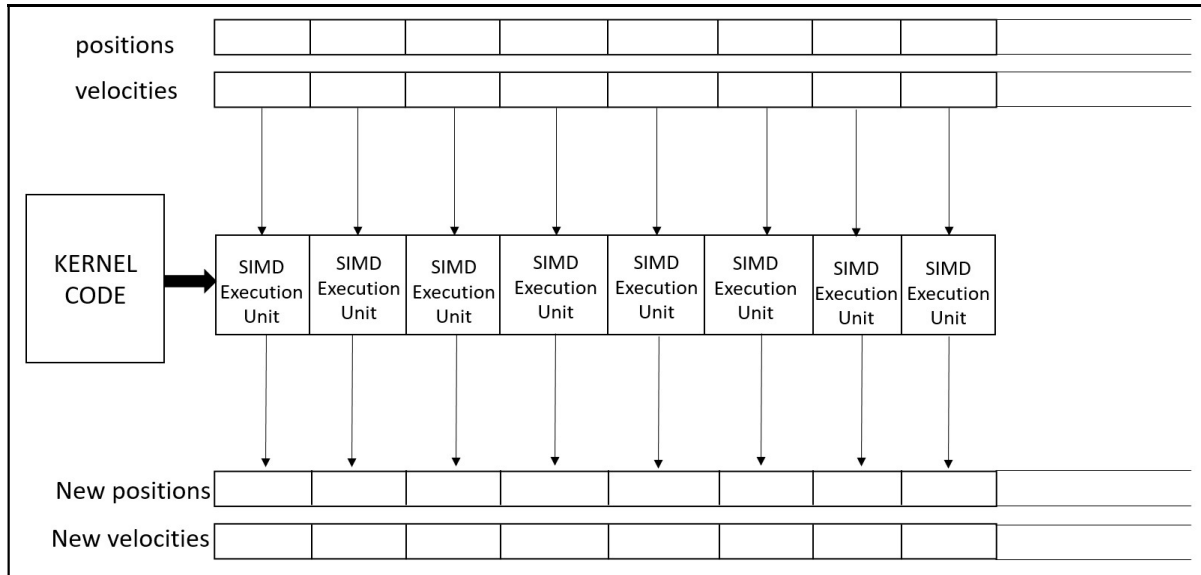 positions
velocities
KERNEL
CODE
SIMD
Execution
Unit
SIMD
Execution
Unit
SIMD
Execution
Unit
SIMD
Execution
Unit
SIMD
Execution
Unit
SIMD
Execution
Unit
SIMD
Execution
Unit
SIMD
Execution
Unit
New positions
New velocities